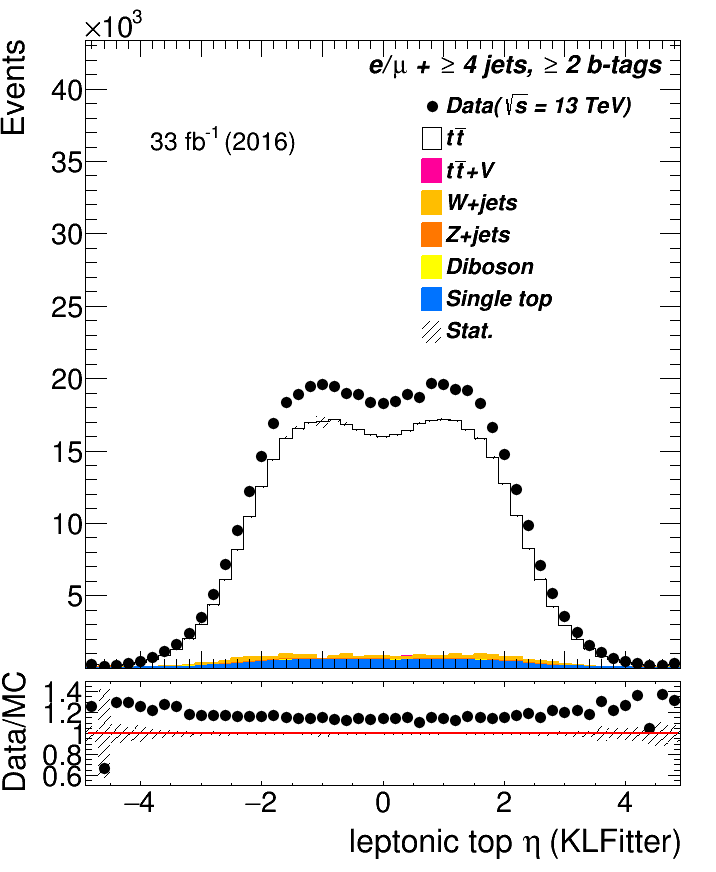 ×10³
Events
40
35
30
25
20
15
10
5
e/μ + ≥ 4 jets, ≥ 2 b-tags
33 fb⁻¹ (2016)
Data(√s = 13 TeV)
tt̅
tt̅+V
W+jets
Z+jets
Diboson
Single top
Stat.
Data/MC
1.4
1.2
1
0.8
0.6
−4 −2 0 2 4
leptonic top η (KLFitter)